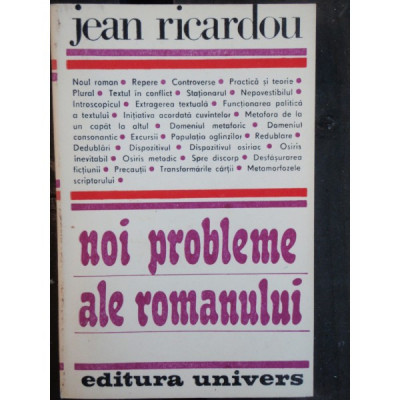 jean ricardou
Noul roman ● Repere ● Controverse ● Practică și teorie ●
Plural ● Textul în conflict ● Staționarul ● Nepovestibilul ●
Introscopicul ● Extragerea textuală ● Funcționarea politică
a textului ● Inițiativa acordată cuvintelor ● Metafora de la
un capăt la altul ● Domeniul metaforic ● Domeniul
consonantic ● Excursii ● Populația oglinzilor ● Redublare ●
Dedublări ● Dispozitivul ● Dispozitivul osiriac ● Osiris
inevitabil ● Osiris metodic ● Spre discorp ● Desfășurarea
ficțiunii ● Precauții ● Transformările cărții ● Metamorfozele
scriptorului ●
noi probleme
ale romanului
editura univers